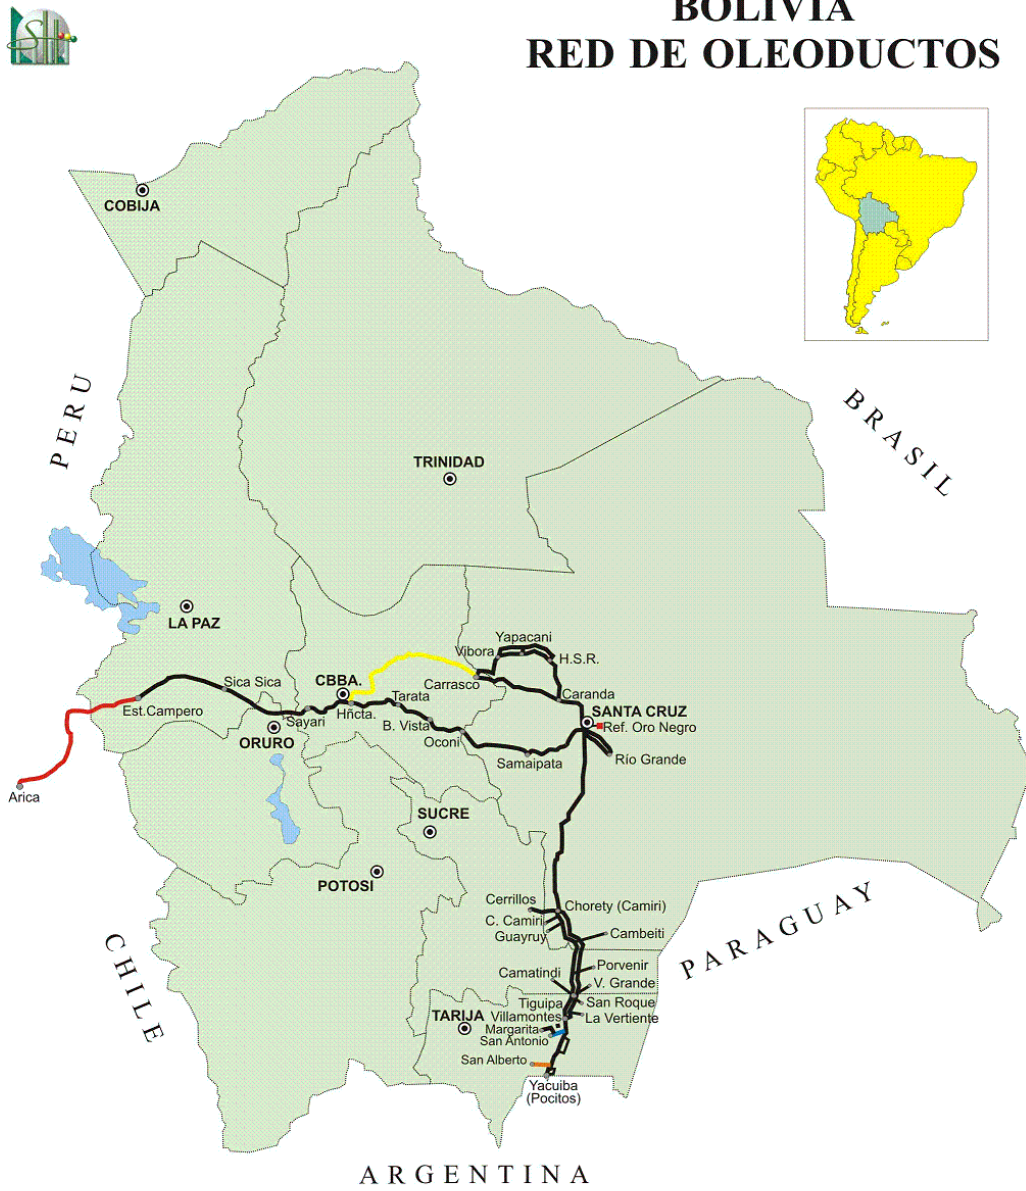 BOLIVIA
RED DE OLEODUCTOS
COBIJA
PERU
BRASIL
TRINIDAD
LA PAZ
Yapacani
Vibora
H.S.R.
CBBA.
Sica Sica
Carrasco
Caranda
Tarata
Est.Campero
Hñcta.
SANTA CRUZ
Sayari
B. Vista
Ref. Oro Negro
ORURO
Oconi
Samaipata
Río Grande
Arica
SUCRE
POTOSI
Cerrillos
Chorety (Camiri)
C. Camiri
Guayruy
Cambeiti
PARAGUAY
CHILE
Porvenir
Camatindi
V. Grande
Tiguipa
San Roque
TARIJA
Villamontes
La Vertiente
Margarita
San Antonio
San Alberto
Yacuiba
(Pocitos)
ARGENTINA